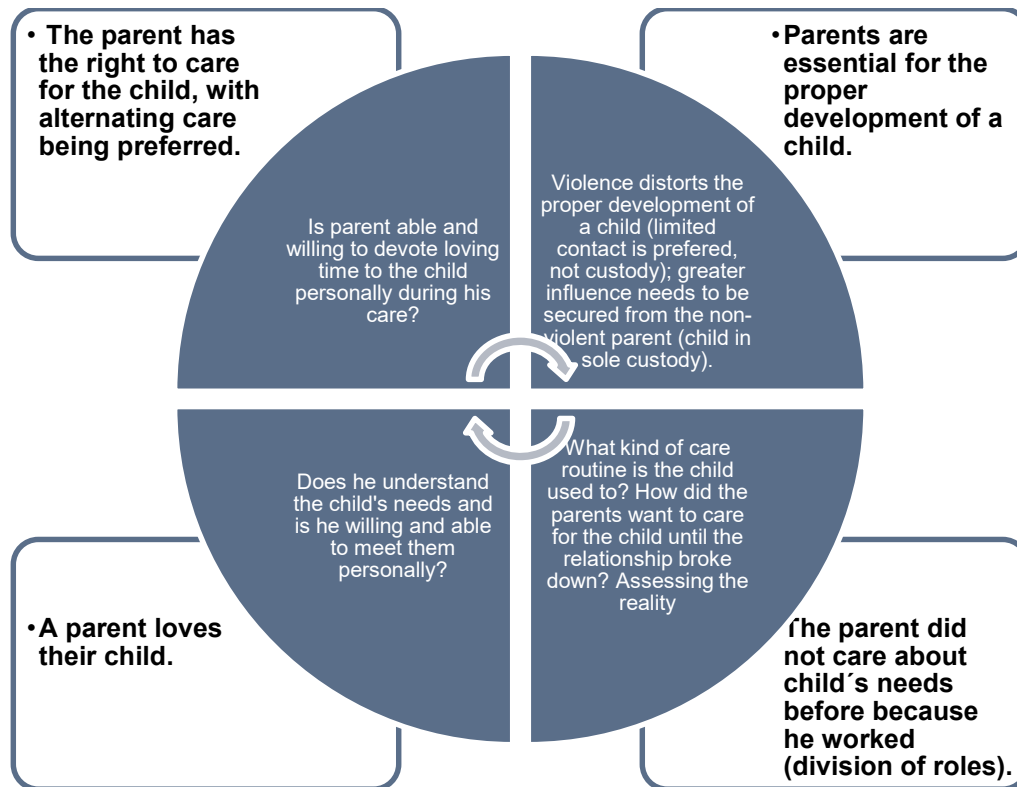 • The parent has
the right to care
for the child, with
alternating care
being preferred.
• Parents are
essential for the
proper
development of a
child.
Is parent able and
willing to devote loving
time to the child
personally during his
care?
Violence distorts the
proper development of
a child (limited
contact is prefered,
not custody); greater
influence needs to be
secured from the non-
violent parent (child in
sole custody).
Does he understand
the child's needs and
is he willing and able
to meet them
personally?
What kind of care
routine is the child
used to? How did the
parents want to care
for the child until the
relationship broke
down? Assessing the
reality
• A parent loves
their child.
The parent did
not care about
child´s needs
before because
he worked
(division of roles).